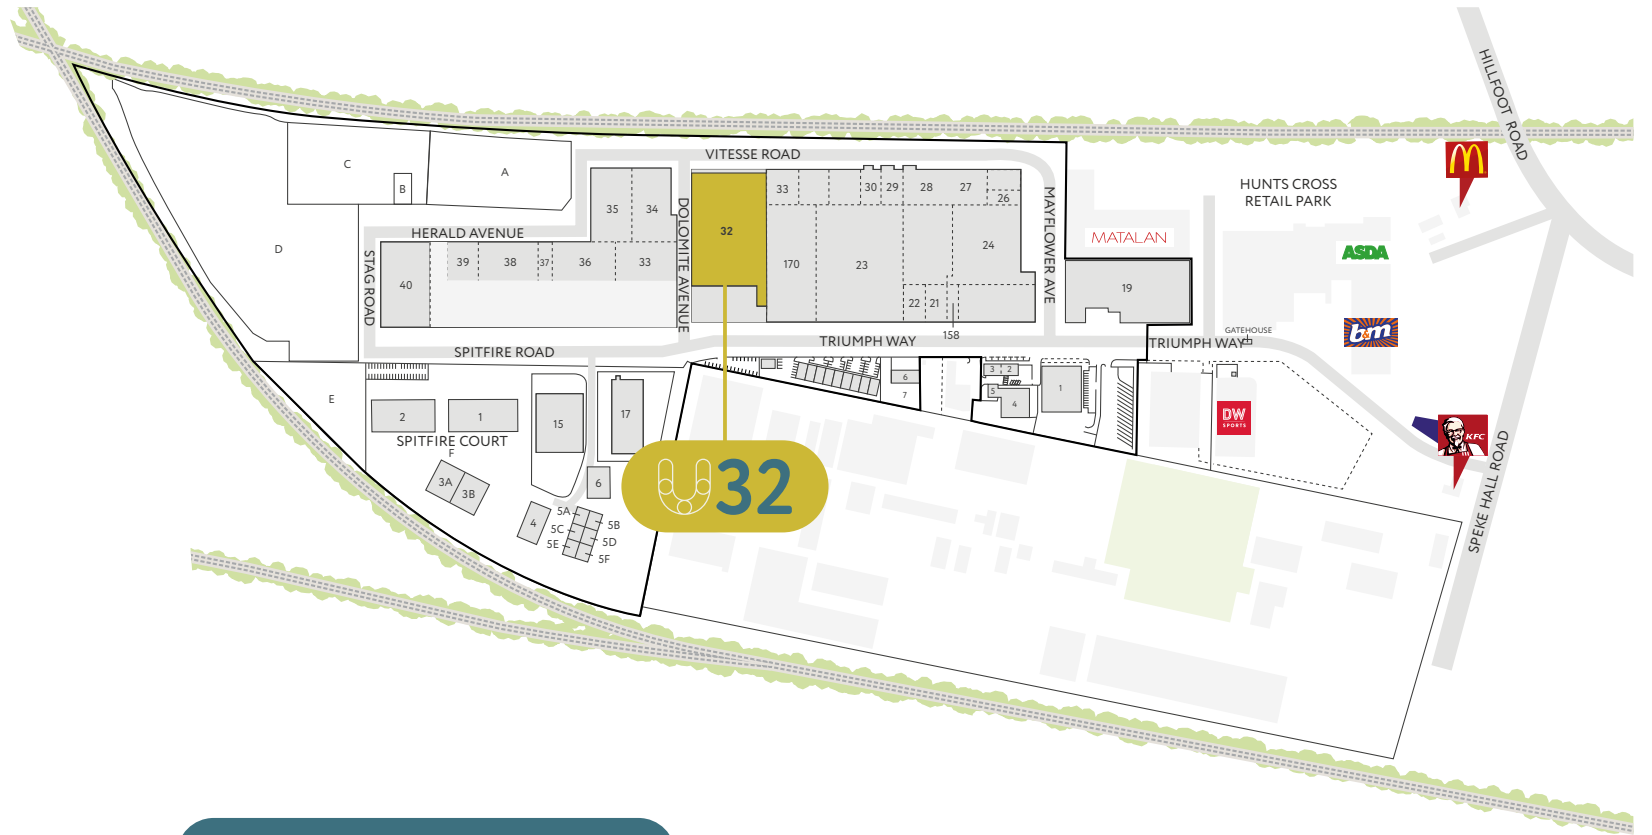 HILLFOOT ROAD
VITESSE ROAD
C
A
B
D
E
33
30
29
28
27
26
35
34
32
MAYFLOWER AVE
HUNTS CROSS
RETAIL PARK
HERALD AVENUE
DOLOMITE AVENUE
MATALAN
ASDA
STAG ROAD
40
39
38
37
36
33
170
23
24
22
21
158
19
GATEHOUSE
b&m
SPITFIRE ROAD
TRIUMPH WAY
TRIUMPH WAY
6
7
3
2
5
4
1
DW
SPORTS
KFC
SPEKE HALL ROAD
2
1
15
17
SPITFIRE COURT
F
3A
3B
6
4
5A
5B
5C
5D
5E
5F
32